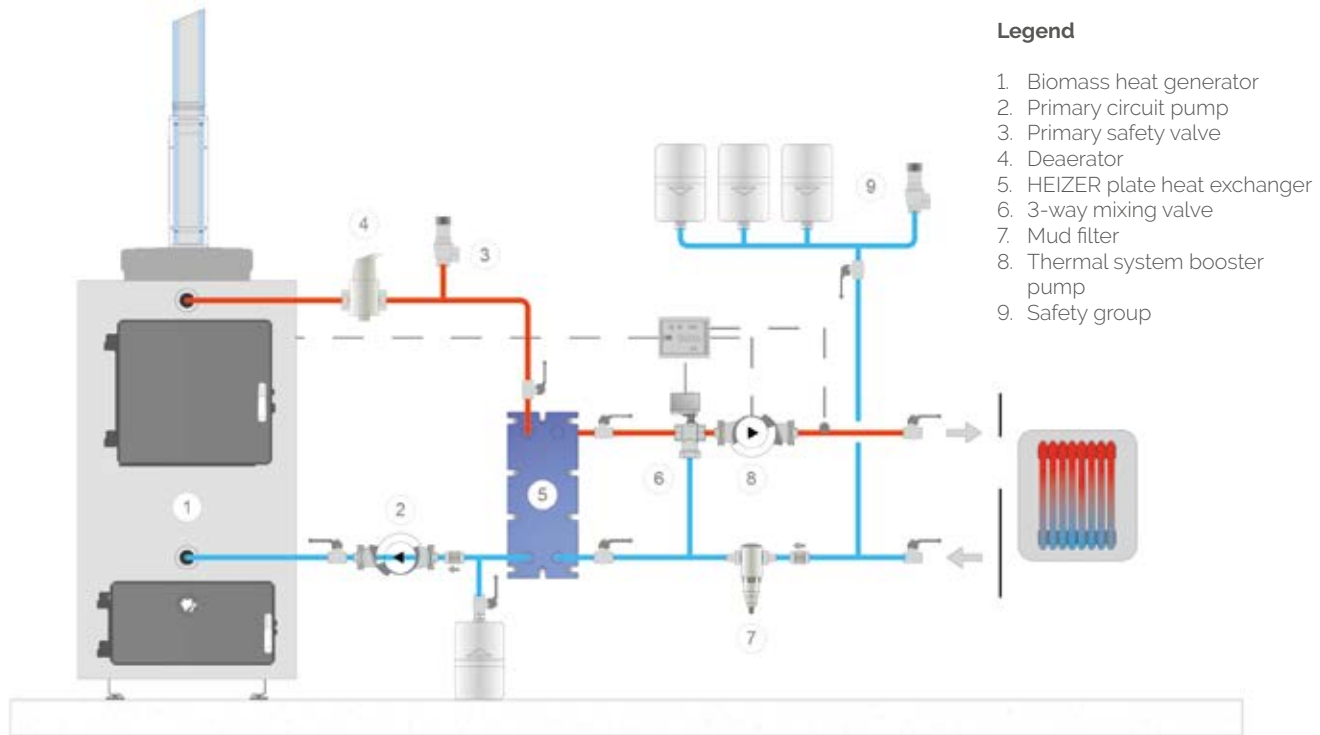 Legend
1. Biomass heat generator
2. Primary circuit pump
3. Primary safety valve
4. Deaerator
5. HEIZER plate heat exchanger
6. 3-way mixing valve
7. Mud filter
8. Thermal system booster
pump
9. Safety group
9
4
3
6
8
5
1
2
7